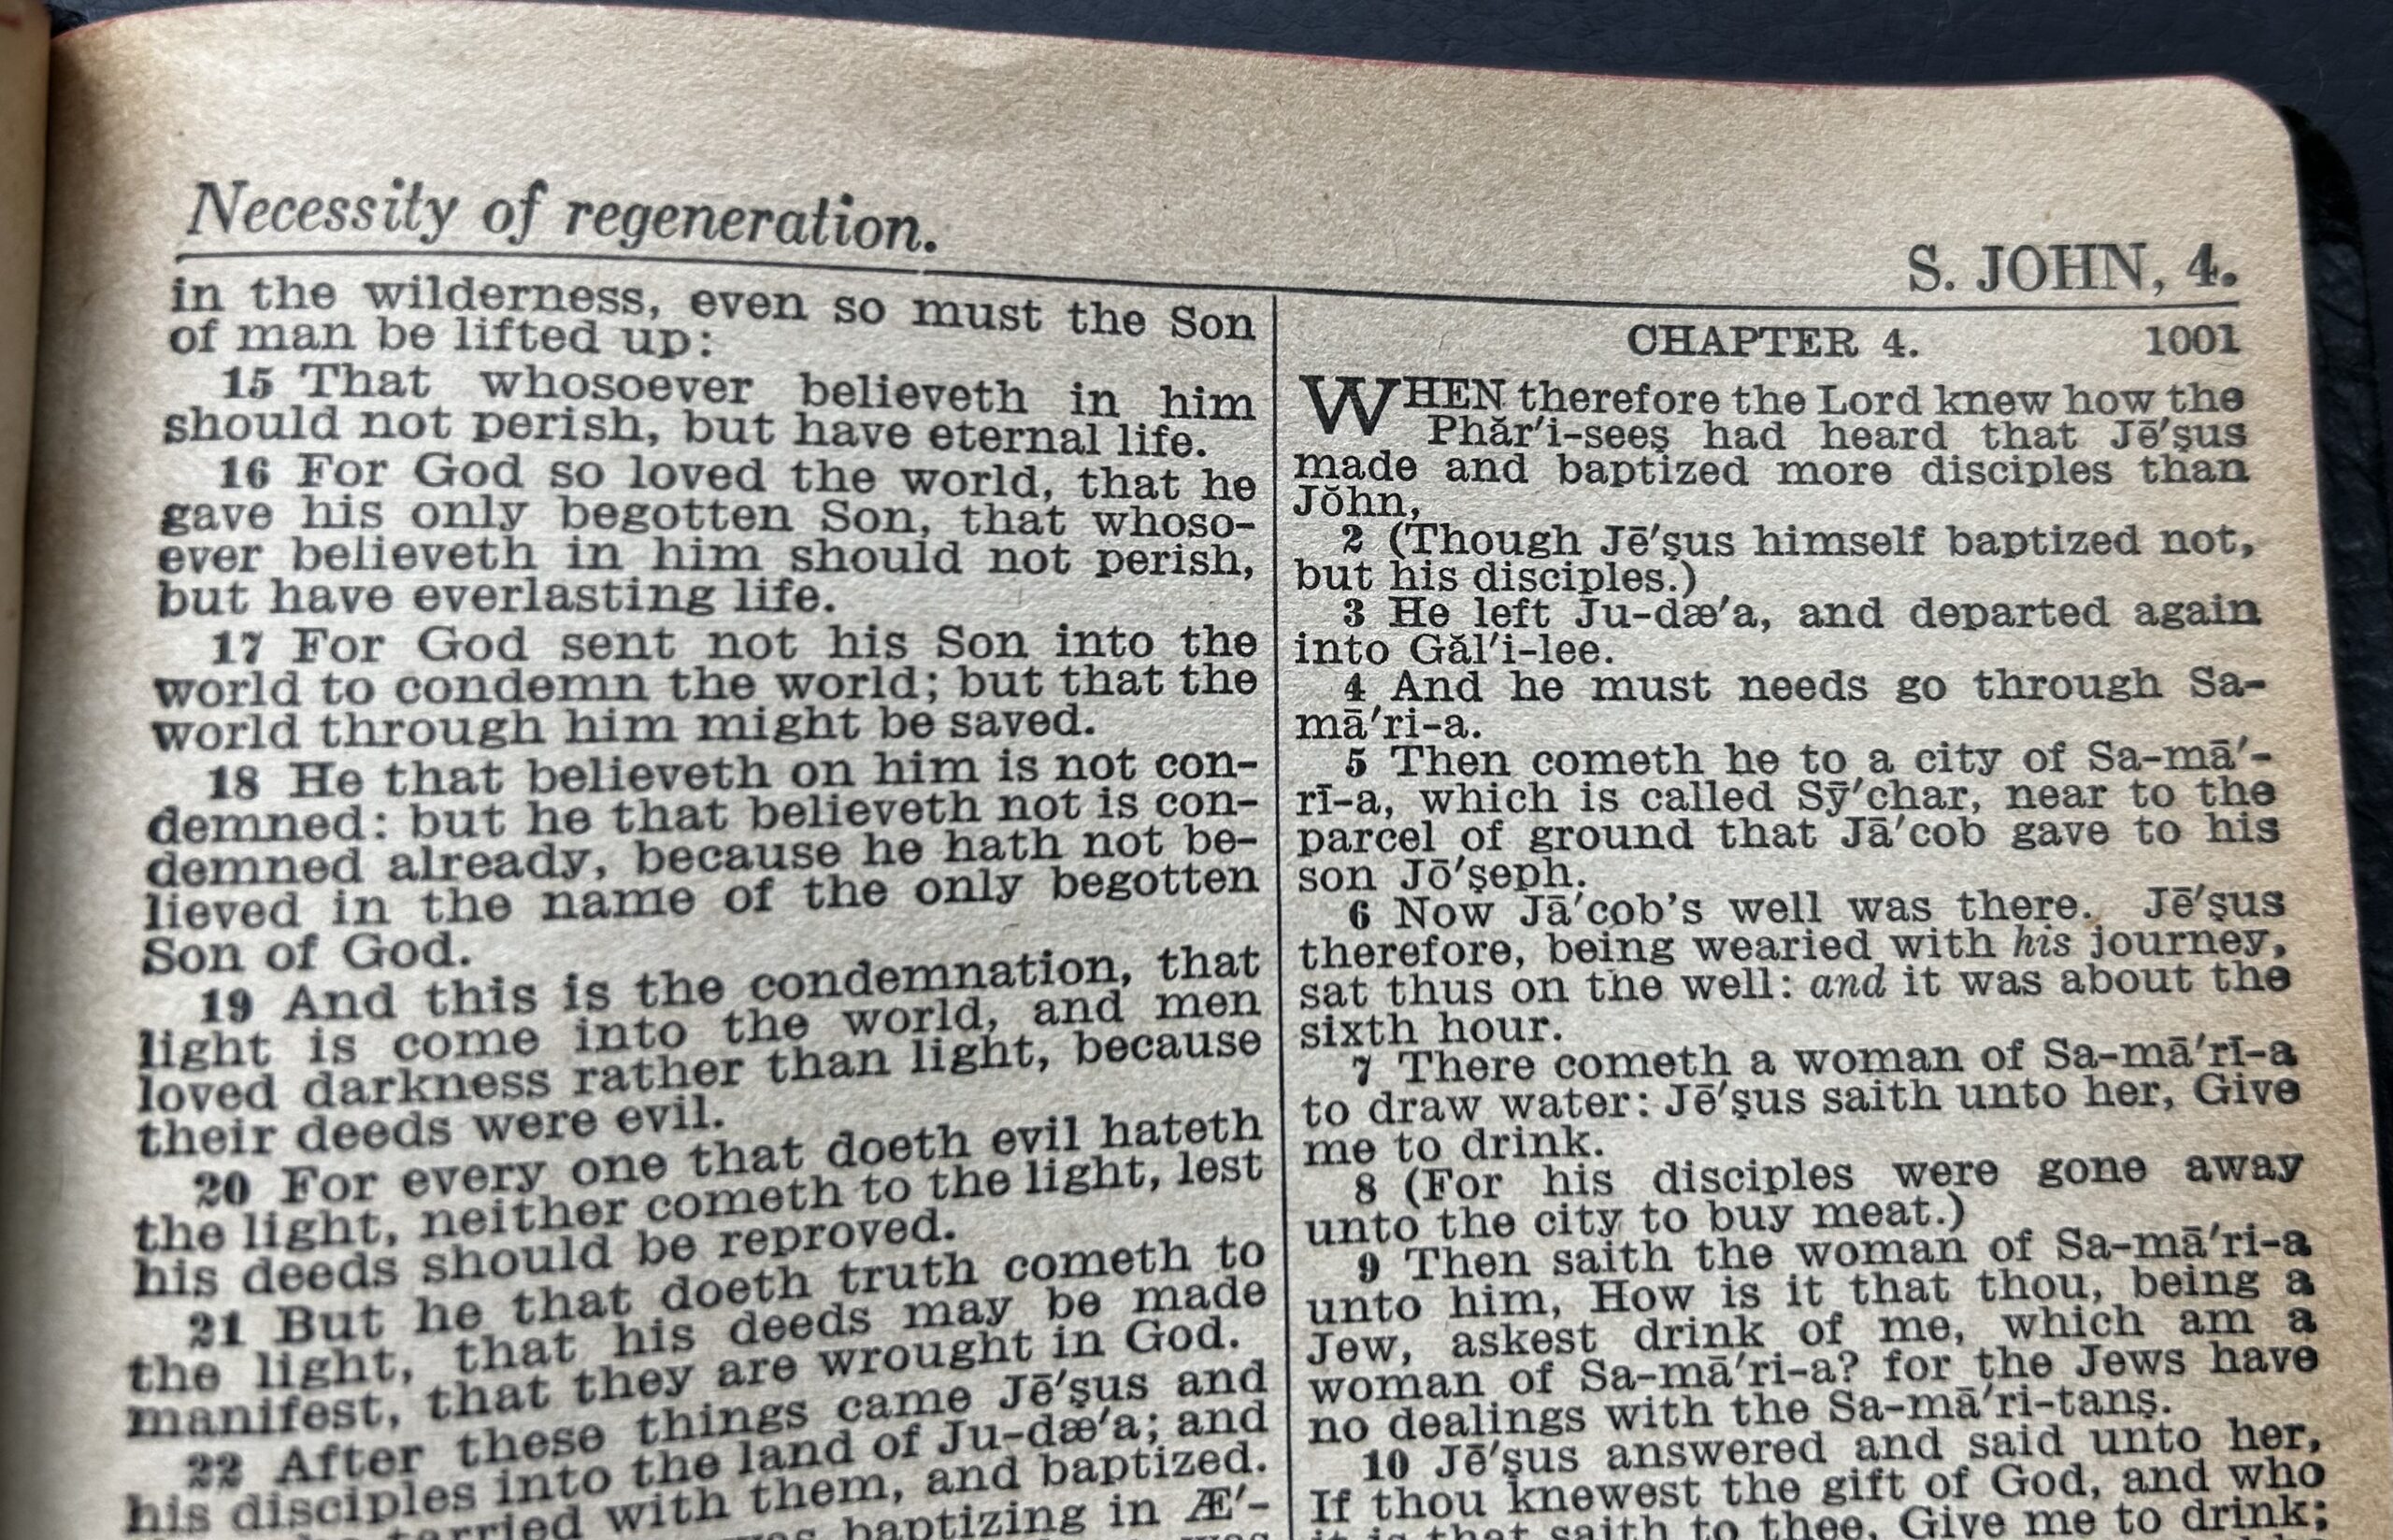 Necessity of regeneration.
S. JOHN, 4.
in the wilderness, even so must the Son
of man be lifted up:
15 That whosoever believeth in him
should not perish, but have eternal life.
16 For God so loved the world, that he
gave his only begotten Son, that whoso-
ever believeth in him should not perish,
but have everlasting life.
17 For God sent not his Son into the
world to condemn the world; but that the
world through him might be saved.
18 He that believeth on him is not con-
demned: but he that believeth not is con-
demned already, because he hath not be-
lieved in the name of the only begotten
Son of God.
19 And this is the condemnation, that
light is come into the world, and men
loved darkness rather than light, because
their deeds were evil.
20 For every one that doeth evil hateth
the light, neither cometh to the light, lest
his deeds should be reproved.
21 But he that doeth truth cometh to
the light, that his deeds may be made
manifest, that they are wrought in God.
22 After these things came Jē′ṣus and
his disciples into the land of Ju-dæ′a; and
tarried with them, and baptized.
baptizing in Æ′-
CHAPTER 4. 1001
WHEN therefore the Lord knew how the
Phăr′i-seeṣ had heard that Jē′ṣus
made and baptized more disciples than
Jŏhn,
2 (Though Jē′ṣus himself baptized not,
but his disciples.)
3 He left Ju-dæ′a, and departed again
into Găl′i-lee.
4 And he must needs go through Sa-
mā′ri-a.
5 Then cometh he to a city of Sa-mā′-
rī-a, which is called Sȳ′char, near to the
parcel of ground that Jā′cob gave to his
son Jō′ṣeph.
6 Now Jā′cob's well was there. Jē′ṣus
therefore, being wearied with his journey,
sat thus on the well: and it was about the
sixth hour.
7 There cometh a woman of Sa-mā′rī-a
to draw water: Jē′ṣus saith unto her, Give
me to drink.
8 (For his disciples were gone away
unto the city to buy meat.)
9 Then saith the woman of Sa-mā′ri-a
unto him, How is it that thou, being a
Jew, askest drink of me, which am a
woman of Sa-mā′ri-a? for the Jews have
no dealings with the Sa-mā′ri-tanṣ.
10 Jē′ṣus answered and said unto her,
If thou knewest the gift of God, and who
it is that saith to thee, Give me to drink;